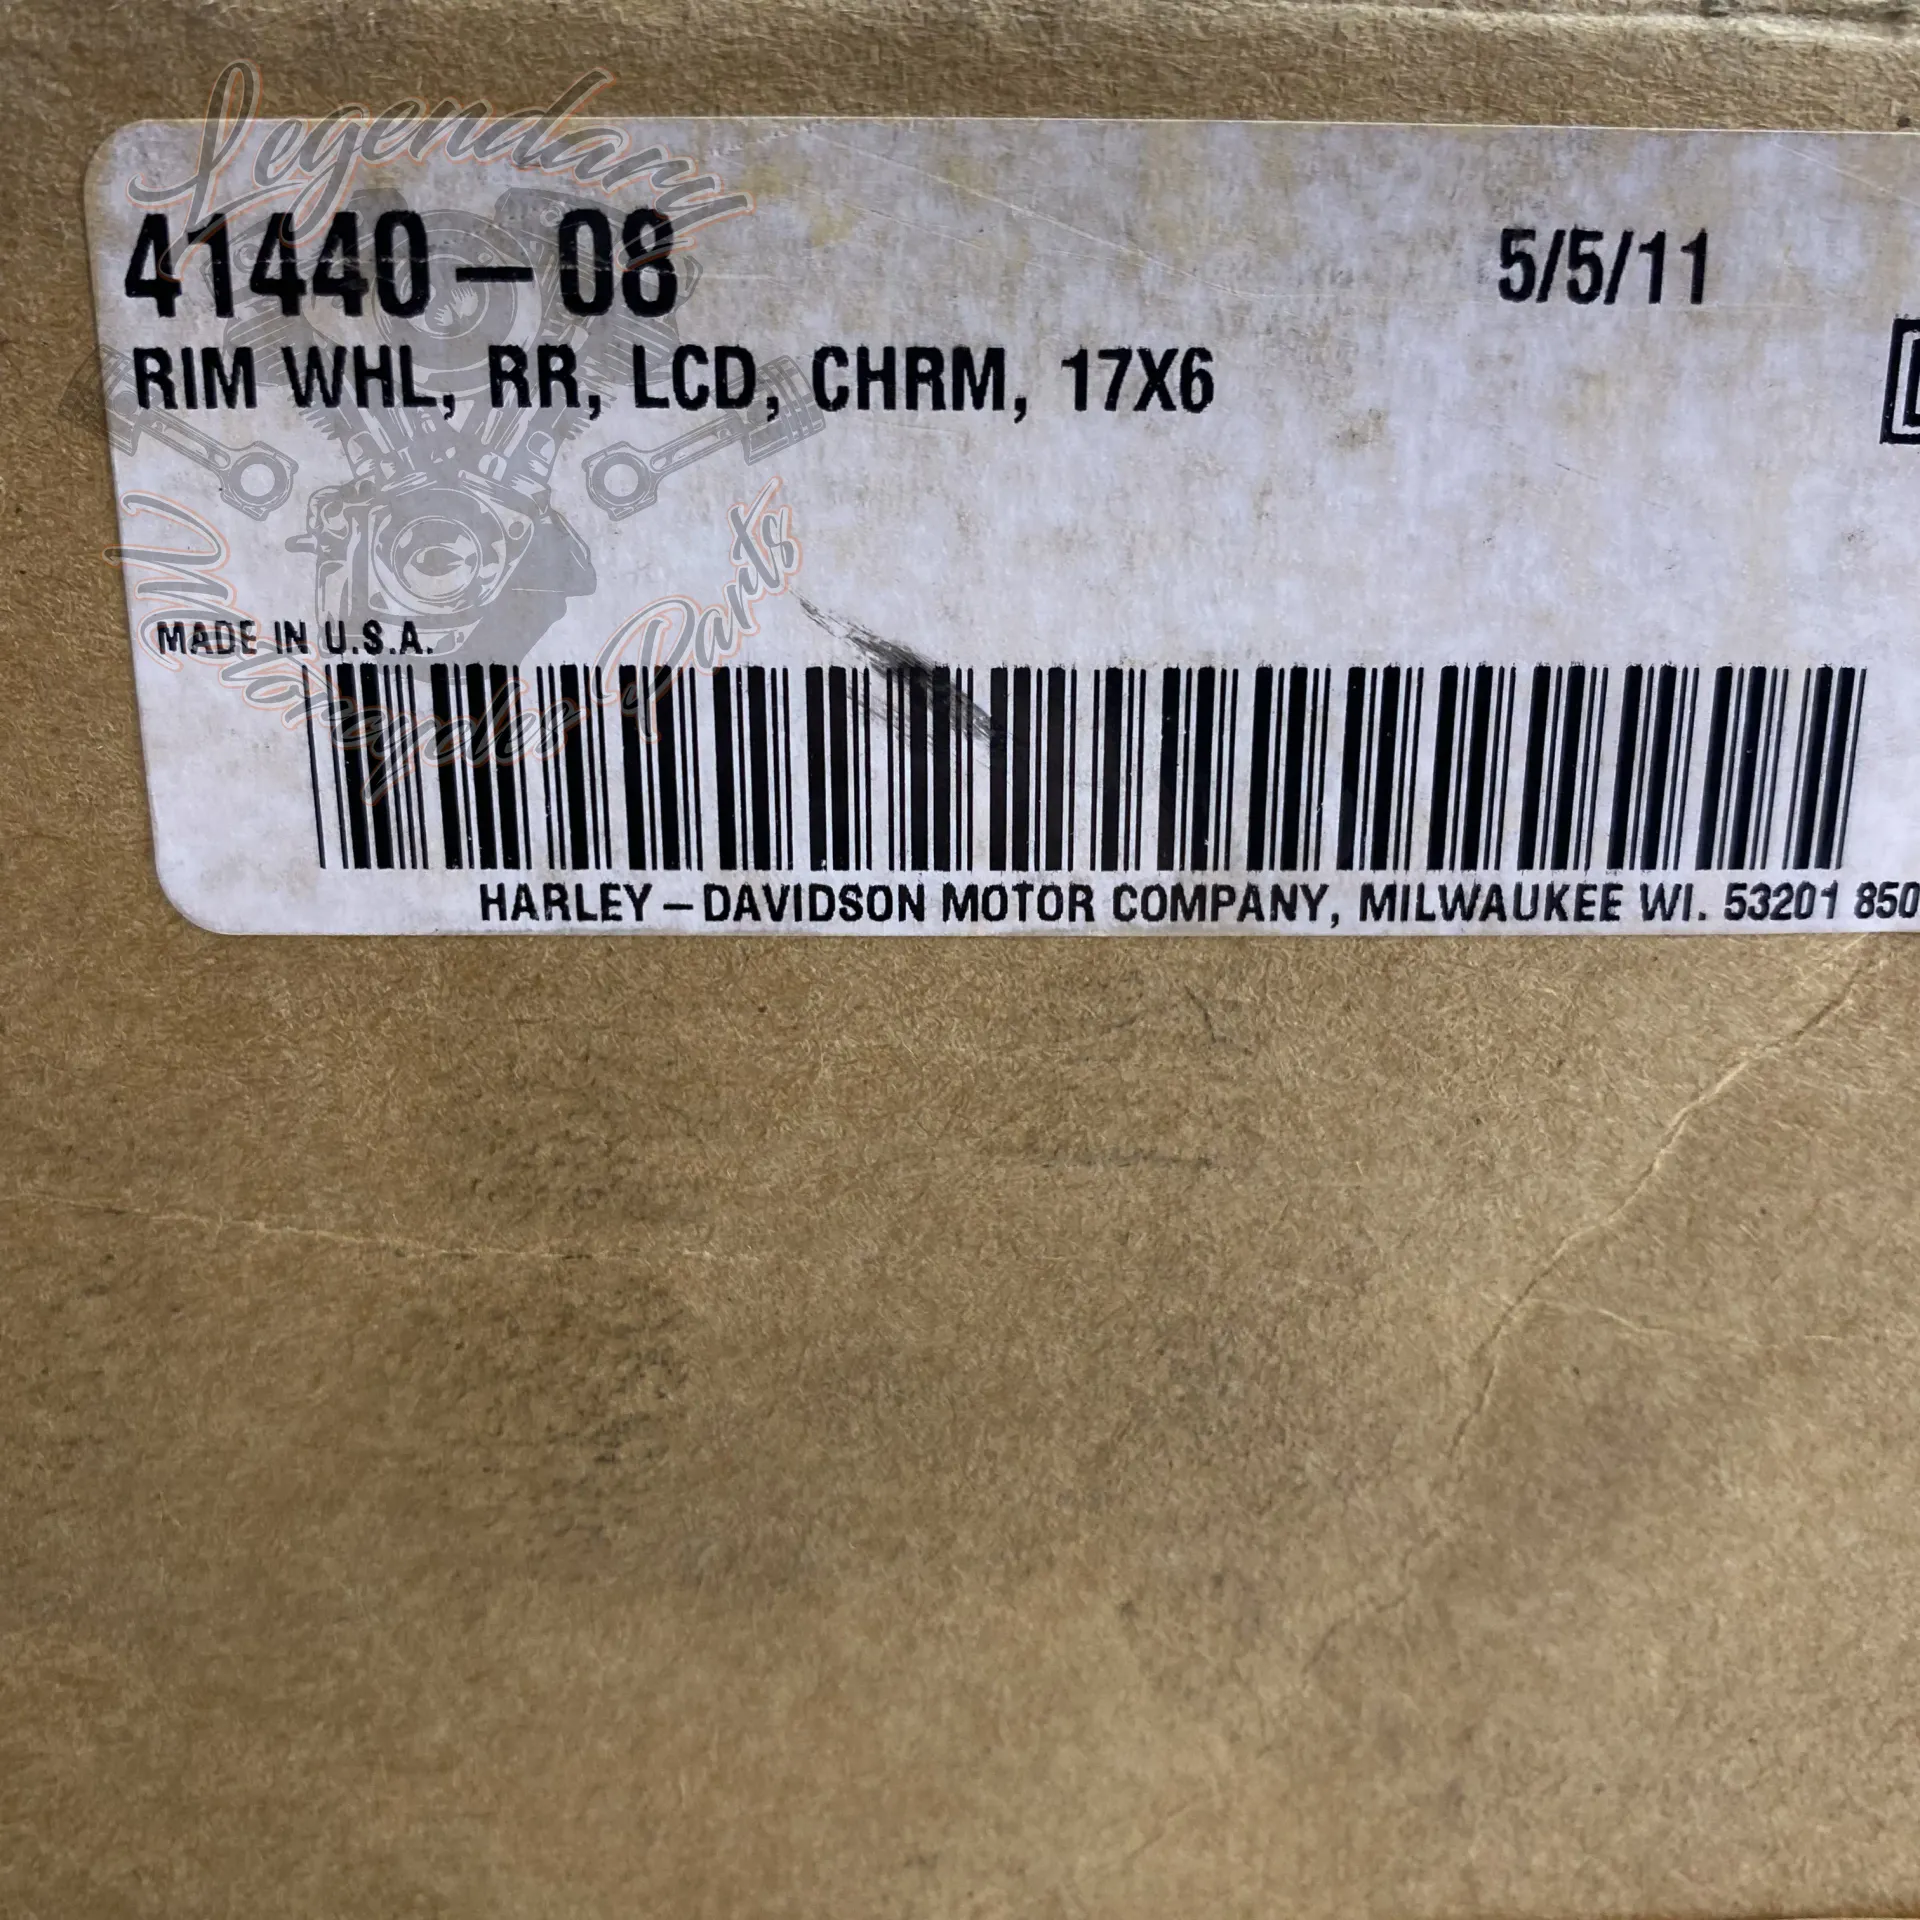 Legendary
41440-08 5/5/11
RIM WHL, RR, LCD, CHRM, 17X6
Motorcycles Parts
MADE IN U.S.A.
HARLEY-DAVIDSON MOTOR COMPANY, MILWAUKEE WI. 53201 850